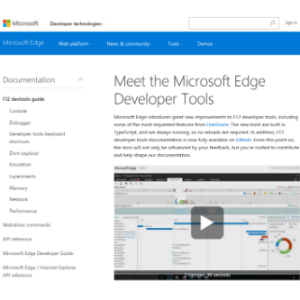 Microsoft
Developer technologies
Sign in
Microsoft Edge
Web platform
News & community
Tools
Demos
Documentation
F12 devtools guide
Console
Debugger
Developer tools keyboard
shortcuts
Dom explorer
Emulation
Experiments
Memory
Network
Performance
Webdriver commands
API reference
Microsoft Edge Developer Guide
Microsoft Edge / Internet Explorer
API reference
Meet the Microsoft Edge
Developer Tools
Microsoft Edge introduces great new improvements to F12 developer tools, including
some of the most requested features from UserVoice. The new tools are built in
TypeScript, and are always running, so no reloads are required. In addition, F12
developer tools documentation is now fully available on GitHub. From this point on,
the docs will not only be influenced by your feedback, but you're invited to contribute
and help shape our documentation.